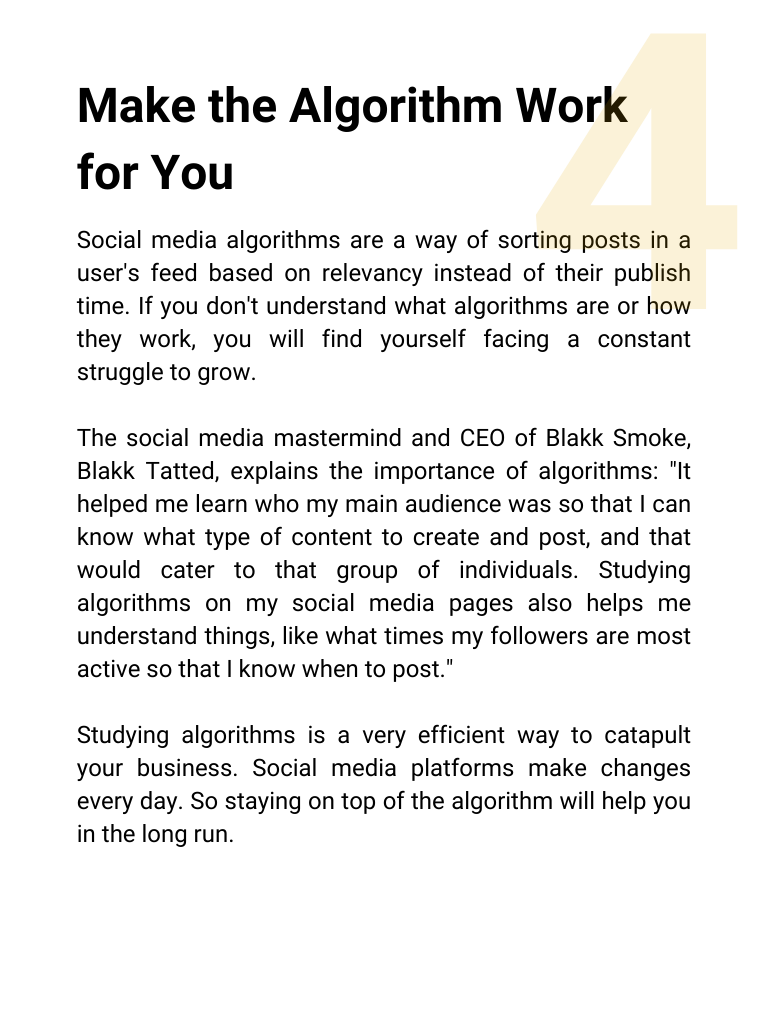 4
Make the Algorithm Work
for You
Social media algorithms are a way of sorting posts in a
user's feed based on relevancy instead of their publish
time. If you don't understand what algorithms are or how
they work, you will find yourself facing a constant
struggle to grow.
The social media mastermind and CEO of Blakk Smoke,
Blakk Tatted, explains the importance of algorithms: "It
helped me learn who my main audience was so that I can
know what type of content to create and post, and that
would cater to that group of individuals. Studying
algorithms on my social media pages also helps me
understand things, like what times my followers are most
active so that I know when to post."
Studying algorithms is a very efficient way to catapult
your business. Social media platforms make changes
every day. So staying on top of the algorithm will help you
in the long run.